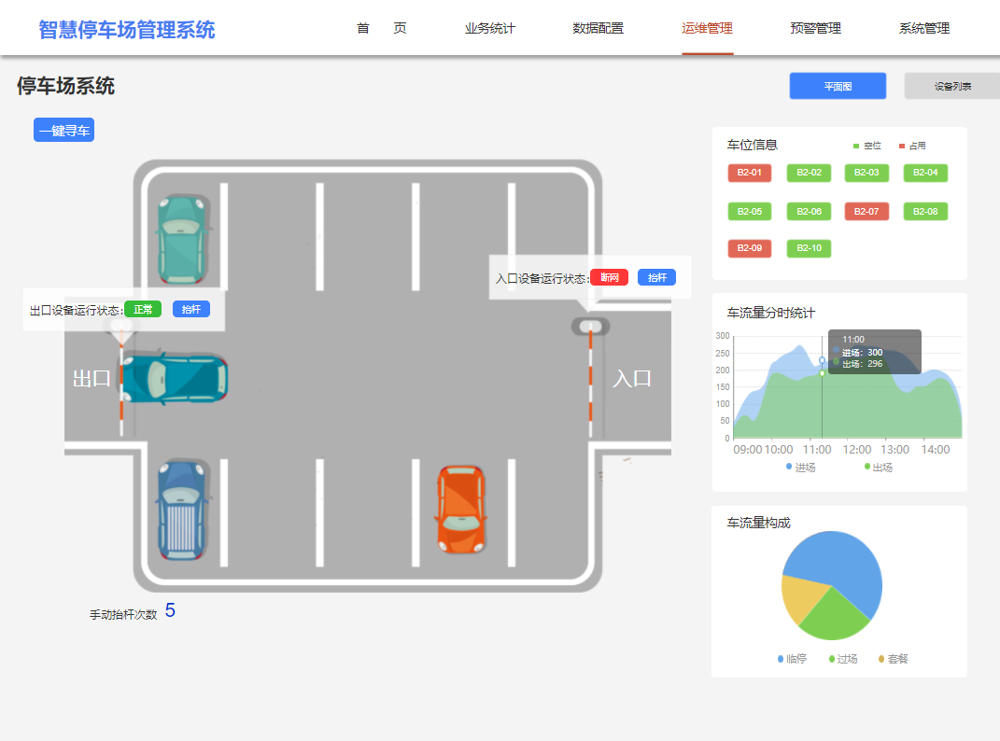 智慧停车场管理系统
首 页 业务统计 数据配置 运维管理 预警管理 系统管理
停车场系统
平面图 设备列表
一键寻车
入口设备运行状态: 断网 抬杆
出口设备运行状态: 正常 抬杆
出口 入口
手动抬杆次数 5
车位信息 空位 占用
B2-01 B2-02 B2-03 B2-04
B2-05 B2-06 B2-07 B2-08
B2-09 B2-10
车流量分时统计
300
250
200
150
100
50
0
11:00
进场: 300
出场: 296
09:00 10:00 11:00 12:00 13:00 14:00
进场 出场
车流量构成
临停 过场 套餐